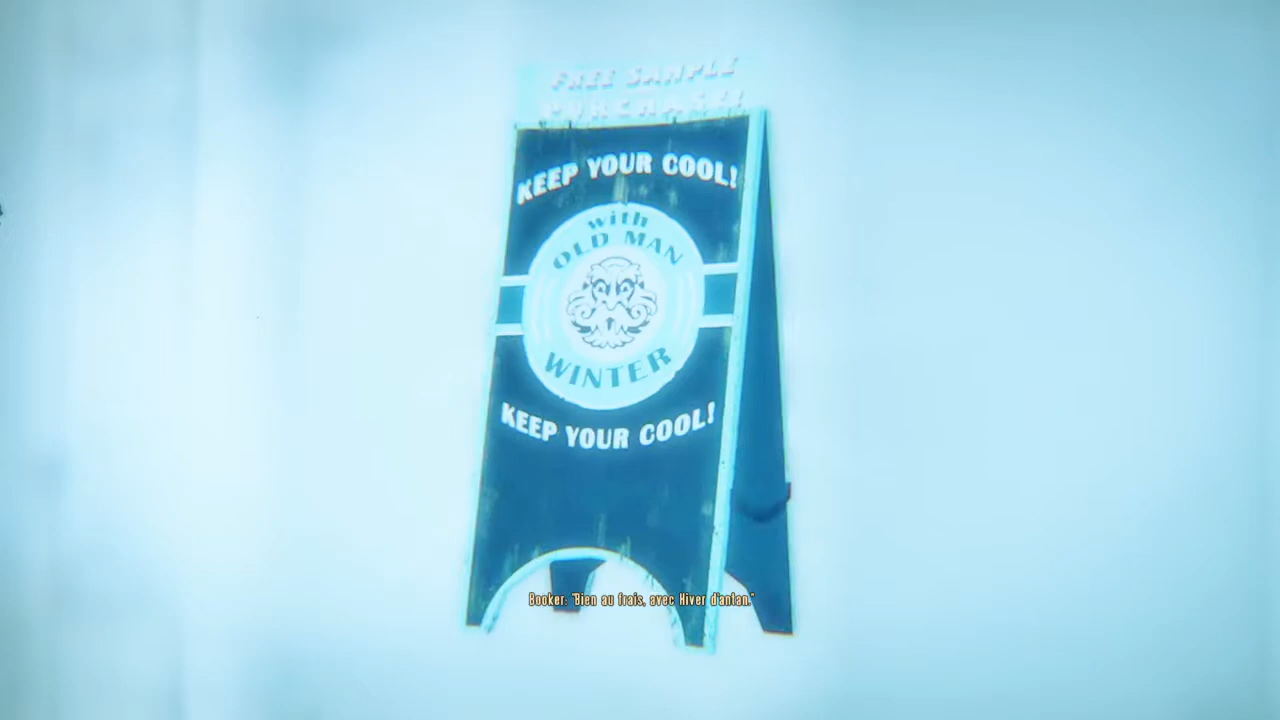 FREE SAMPLE
PURCHASE!
KEEP YOUR COOL!
with
OLD MAN
WINTER
KEEP YOUR COOL!
Booker: "Bien au frais, avec Hiver d'antan."